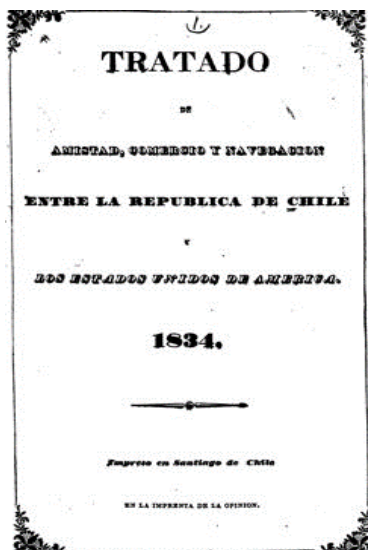 1.
TRATADO
DE
AMISTAD, COMERCIO Y NAVEGACION
ENTRE LA REPUBLICA DE CHILE
Y
LOS ESTADOS UNIDOS DE AMERICA.
1834.
Impreso en Santiago de Chile
EN LA IMPRENTA DE LA OPINION.